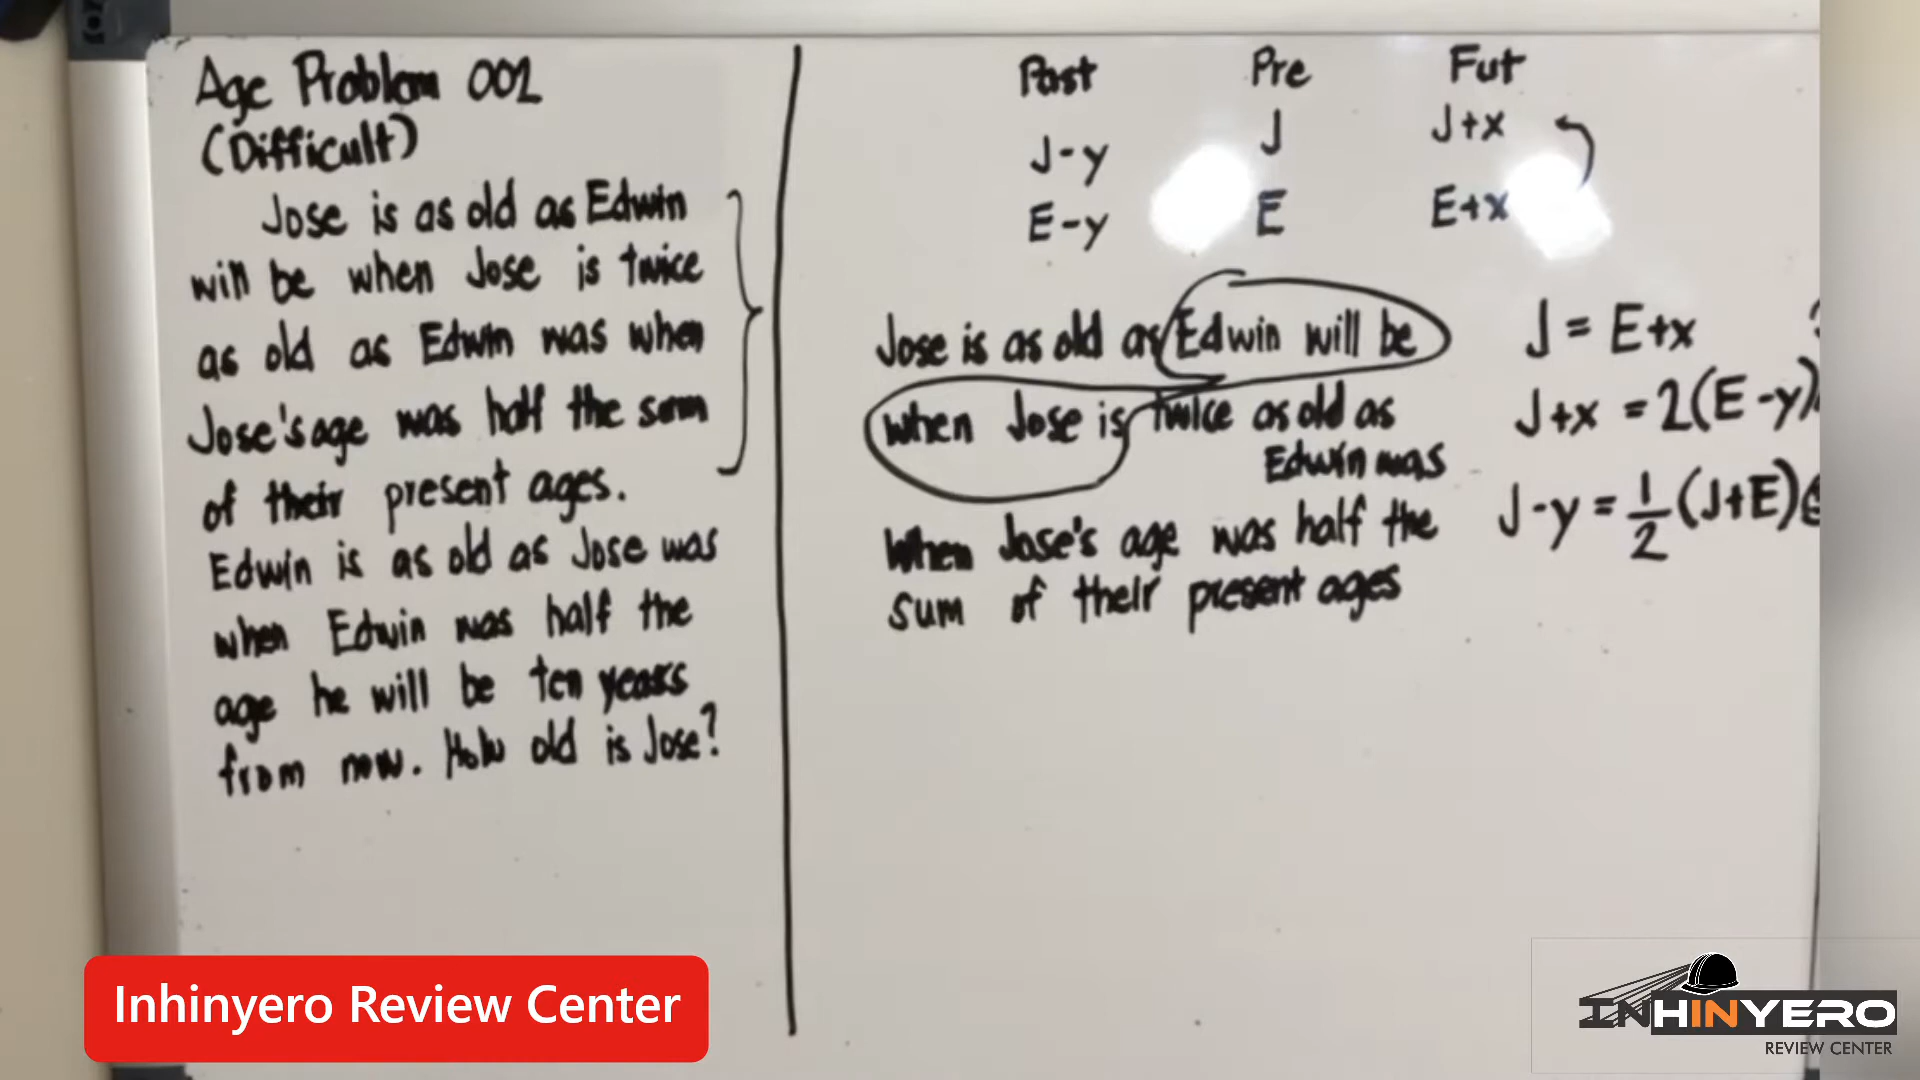 Age Problem 002
(Difficult)
Jose is as old as Edwin
will be when Jose is twice
as old as Edwin was when
Jose's age was half the sum
of their present ages.
Edwin is as old as Jose was
when Edwin was half the
age he will be ten years
from now. How old is Jose?
Past Pre Fut
J-y J J+x
E-y E E+x
Jose is as old as Edwin will be
when Jose is twice as old as
Edwin was
When Jose's age was half the
sum of their present ages
J = E+x
J+x = 2(E-y)
J-y = 1/2 (J+E)
Inhinyero Review Center
INHINYERO
REVIEW CENTER